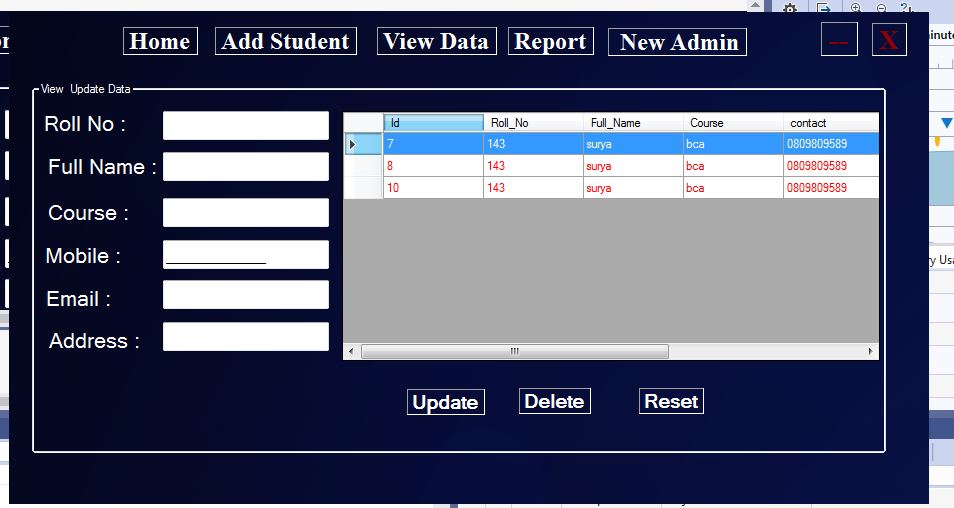 Home Add Student View Data Report New Admin -- X
View Update Data
Roll No :
Full Name :
Course :
Mobile : __________
Email :
Address :
Id Roll_No Full_Name Course contact
7 143 surya bca 0809809589
8 143 surya bca 0809809589
10 143 surya bca 0809809589
Update Delete Reset